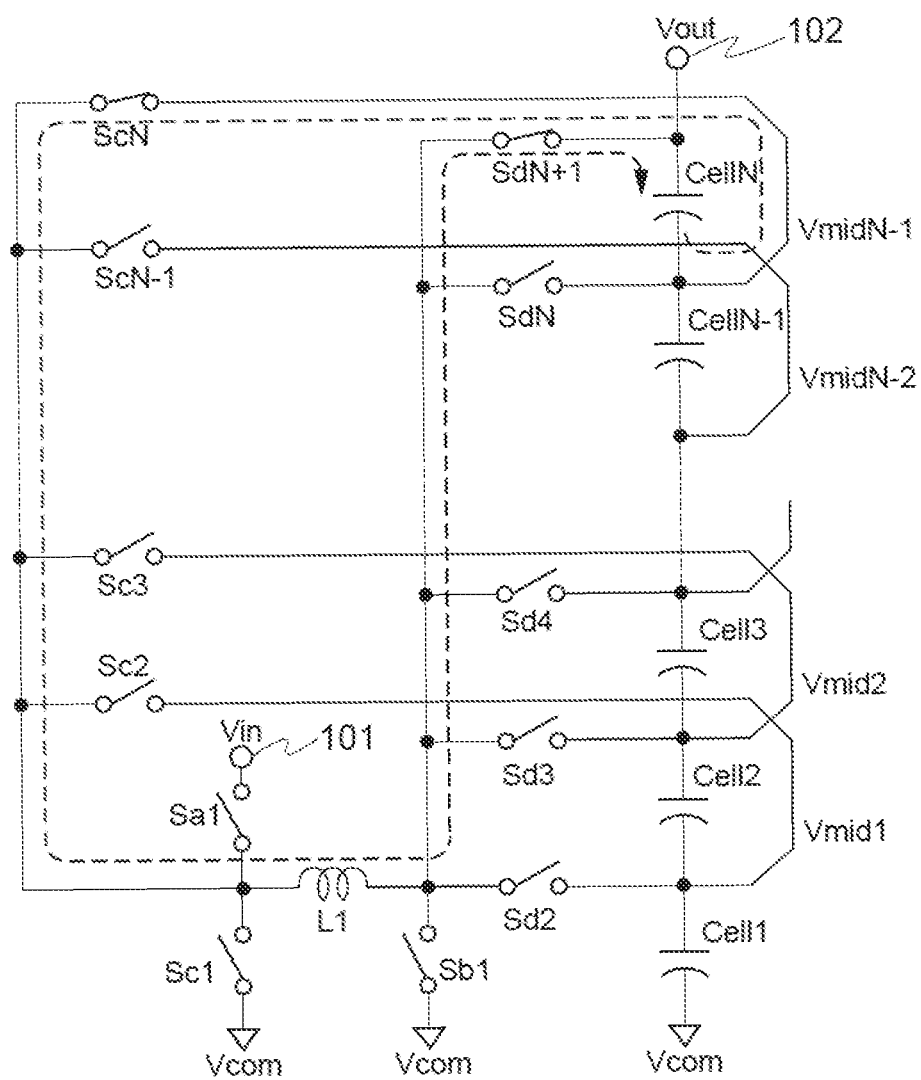 Vout
102
ScN
SdN+1
CellN
VmidN-1
ScN-1
SdN
CellN-1
VmidN-2
Sc3
Sd4
Cell3
Sc2
Vmid2
Vin
101
Sd3
Cell2
Sa1
Vmid1
L1
Sd2
Cell1
Sc1
Sb1
Vcom
Vcom
Vcom